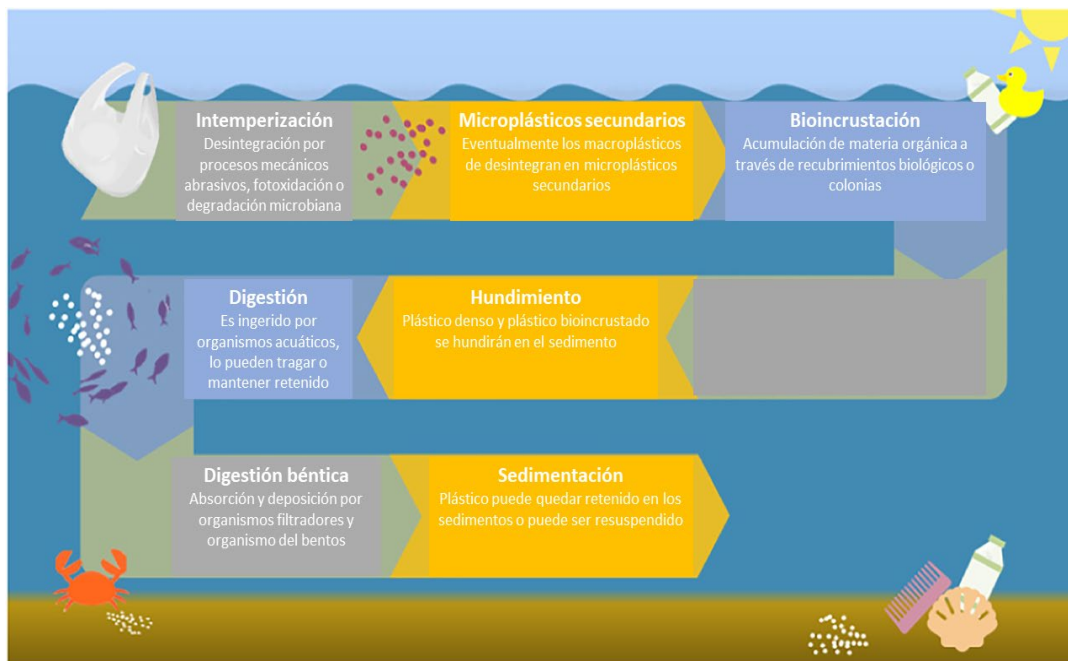 Intemperización
Desintegración por
procesos mecánicos
abrasivos, fotoxidación o
degradación microbiana
Microplásticos secundarios
Eventualmente los macroplásticos
de desintegran en microplásticos
secundarios
Bioincrustación
Acumulación de materia orgánica a
través de recubrimientos biológicos o
colonias
Hundimiento
Plástico denso y plástico bioincrustado
se hundirán en el sedimento
Digestión
Es ingerido por
organismos acuáticos,
lo pueden tragar o
mantener retenido
Digestión béntica
Absorción y deposición por
organismos filtradores y
organismo del bentos
Sedimentación
Plástico puede quedar retenido en los
sedimentos o puede ser resuspendido